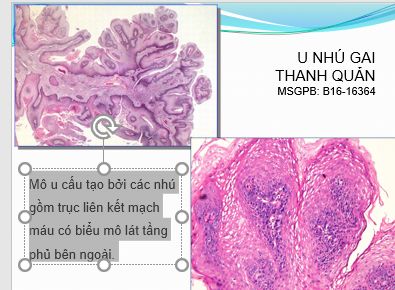 U NHÚ GAI
THANH QUẢN
MSGPB: B16-16364
Mô u cấu tạo bởi các nhú
gồm trục liên kết mạch
máu có biểu mô lát tầng
phủ bên ngoài.